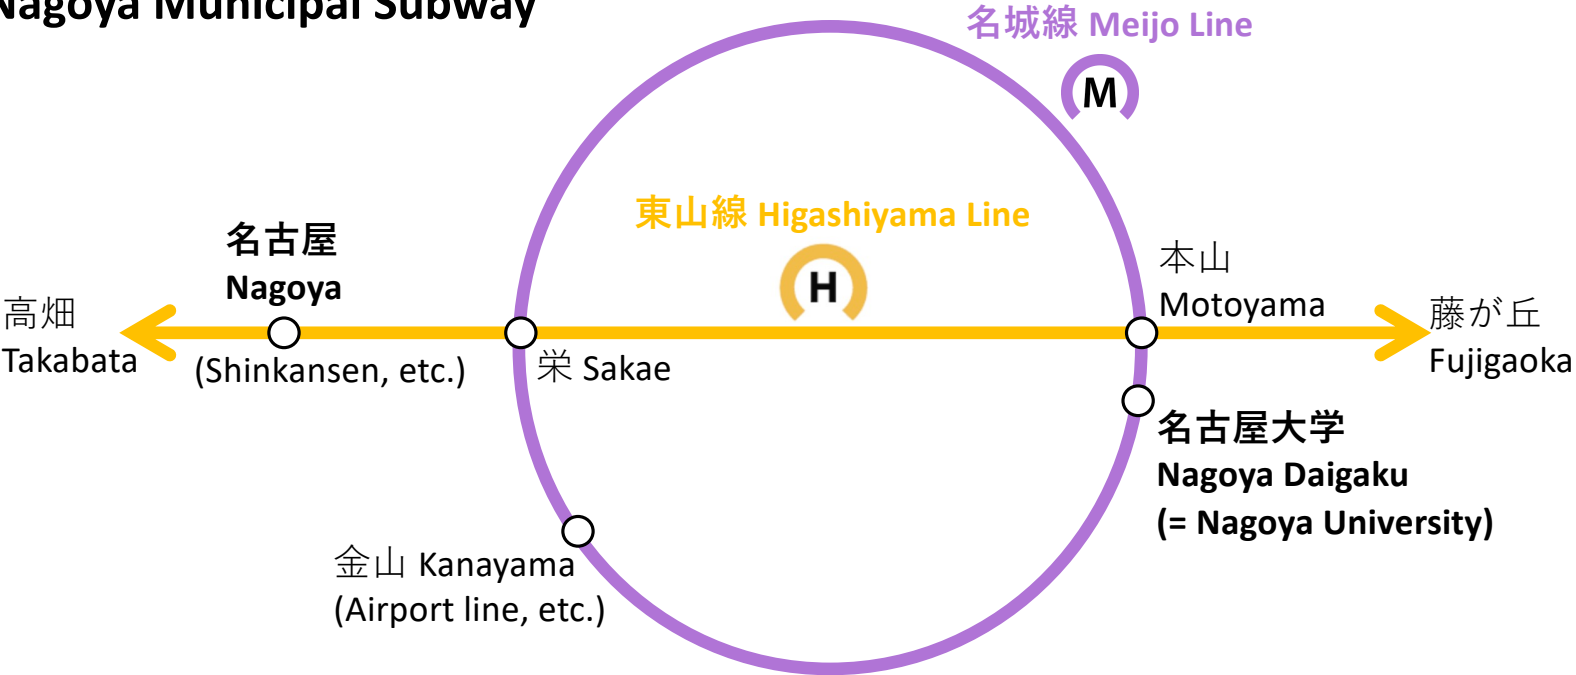 Nagoya Municipal Subway
名城線 Meijo Line
M
東山線 Higashiyama Line
H
名古屋
Nagoya
(Shinkansen, etc.)
高畑
Takabata
栄 Sakae
本山
Motoyama
藤が丘
Fujigaoka
名古屋大学
Nagoya Daigaku
(= Nagoya University)
金山 Kanayama
(Airport line, etc.)